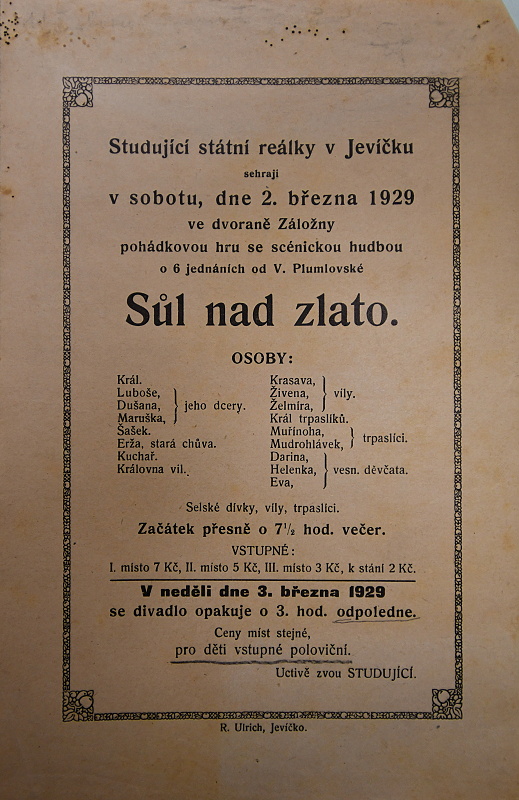 Studující státní reálky v Jevíčku
sehrají
v sobotu, dne 2. března 1929
ve dvoraně Záložny
pohádkovou hru se scénickou hudbou
o 6 jednáních od V. Plumlovské
Sůl nad zlato.
OSOBY:
Král.
Luboše,
Dušana, jeho dcery.
Maruška,
Šašek.
Erža, stará chůva.
Kuchař.
Královna vil.
Krasava,
Živena, víly.
Želmíra,
Král trpaslíků.
Muřínoha,
Mudrohlávek, trpaslíci.
Darina,
Helenka, vesn. děvčata.
Eva,
Selské dívky, víly, trpaslíci.
Začátek přesně o 7½ hod. večer.
VSTUPNÉ:
I. místo 7 Kč, II. místo 5 Kč, III. místo 3 Kč, k stání 2 Kč.
V neděli dne 3. března 1929
se divadlo opakuje o 3. hod. odpoledne.
Ceny míst stejné,
pro děti vstupné poloviční.
Uctivě zvou STUDUJÍCÍ.
R. Ulrich, Jevíčko.